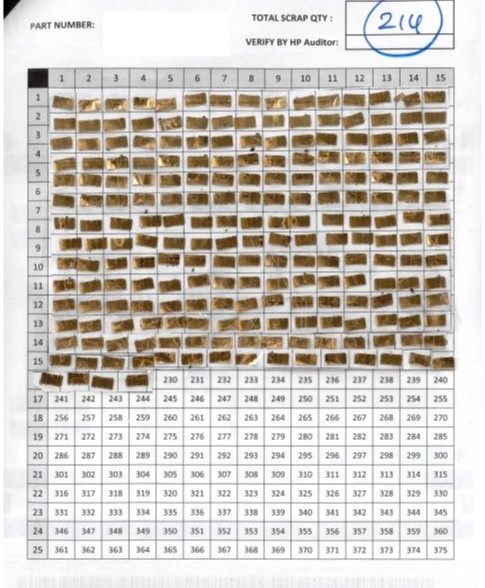 PART NUMBER:
TOTAL SCRAP QTY :
214
VERIFY BY HP Auditor:
1 2 3 4 5 6 7 8 9 10 11 12 13 14 15
1
2
3
4
5
6
7
8
9
10
11
12
13
14
15
230 231 232 233 234 235 236 237 238 239 240
17 241 242 243 244 245 246 247 248 249 250 251 252 253 254 255
18 256 257 258 259 260 261 262 263 264 265 266 267 268 269 270
19 271 272 273 274 275 276 277 278 279 280 281 282 283 284 285
20 286 287 288 289 290 291 292 293 294 295 296 297 298 299 300
21 301 302 303 304 305 306 307 308 309 310 311 312 313 314 315
22 316 317 318 319 320 321 322 323 324 325 326 327 328 329 330
23 331 332 333 334 335 336 337 338 339 340 341 342 343 344 345
24 346 347 348 349 350 351 352 353 354 355 356 357 358 359 360
25 361 362 363 364 365 366 367 368 369 370 371 372 373 374 375